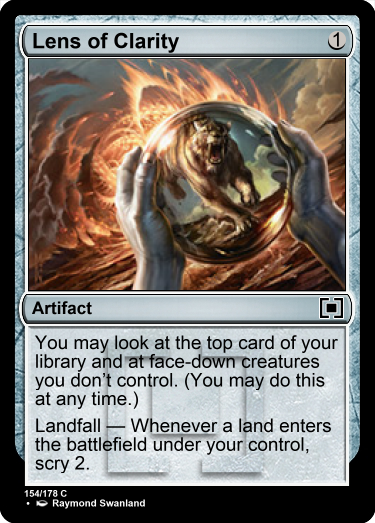 Lens of Clarity
1
Artifact
You may look at the top card of your
library and at face-down creatures
you don't control. (You may do this
at any time.)
Landfall — Whenever a land enters
the battlefield under your control,
scry 2.
154/178 C
• Raymond Swanland